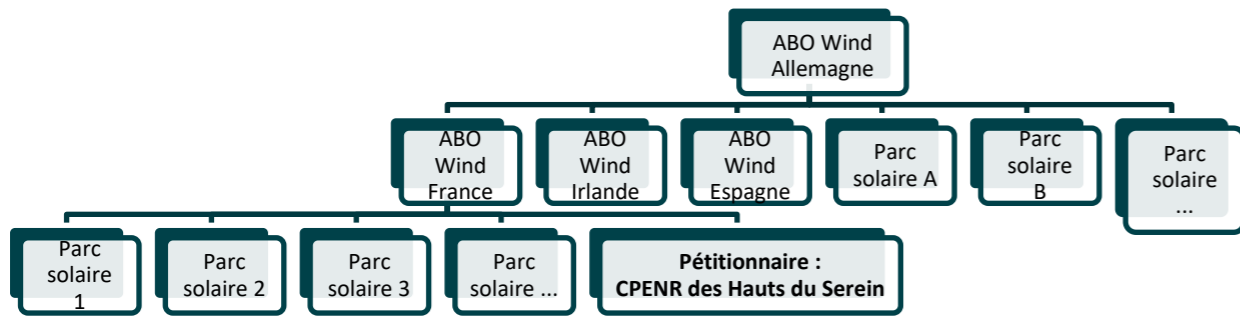 ABO Wind
Allemagne
ABO
Wind
France
ABO
Wind
Irlande
ABO
Wind
Espagne
Parc
solaire A
Parc
solaire
B
Parc
solaire
...
Parc
solaire
1
Parc
solaire 2
Parc
solaire 3
Parc
solaire ...
Pétitionnaire :
CPENR des Hauts du Serein